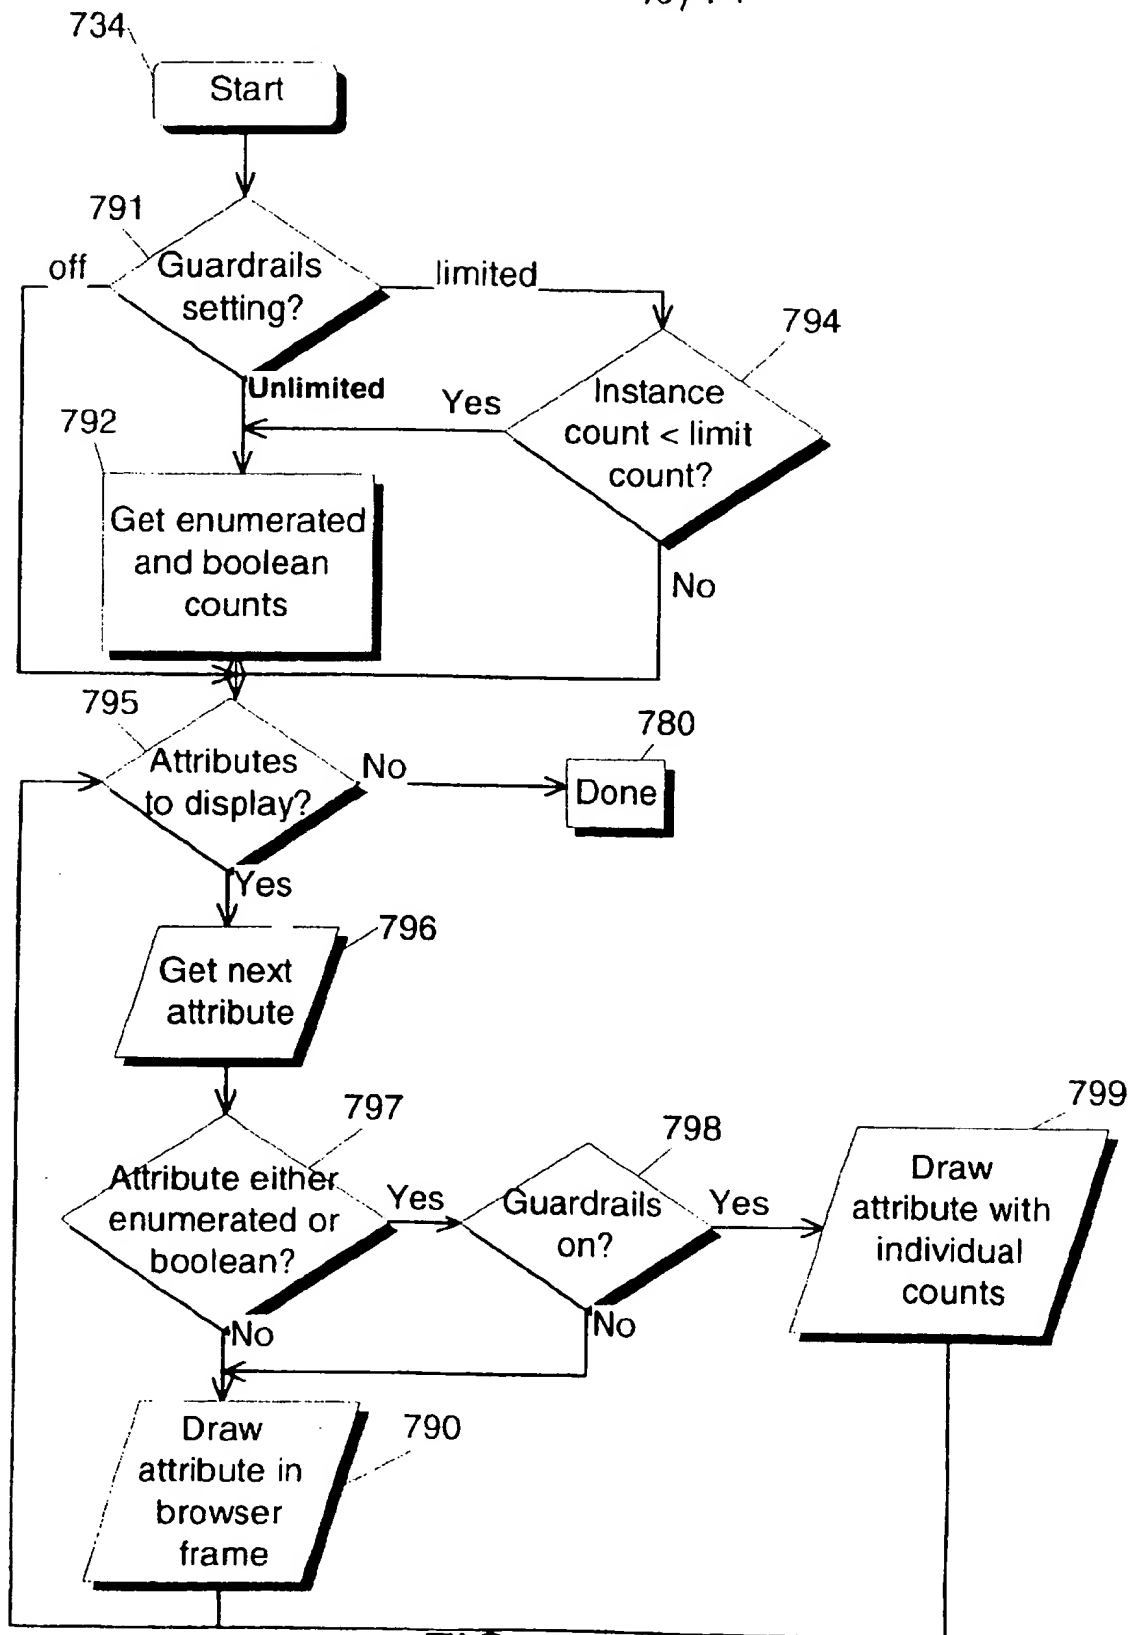 734
Start
791
off
Guardrails
setting?
limited
794
Unlimited
Yes
Instance
count < limit
count?
792
Get enumerated
and boolean
counts
No
795
Attributes
to display?
No
780
Done
Yes
796
Get next
attribute
797
798
799
Attribute either
enumerated or
boolean?
Yes
Guardrails
on?
Yes
Draw
attribute with
individual
counts
No
No
790
Draw
attribute in
browser
frame